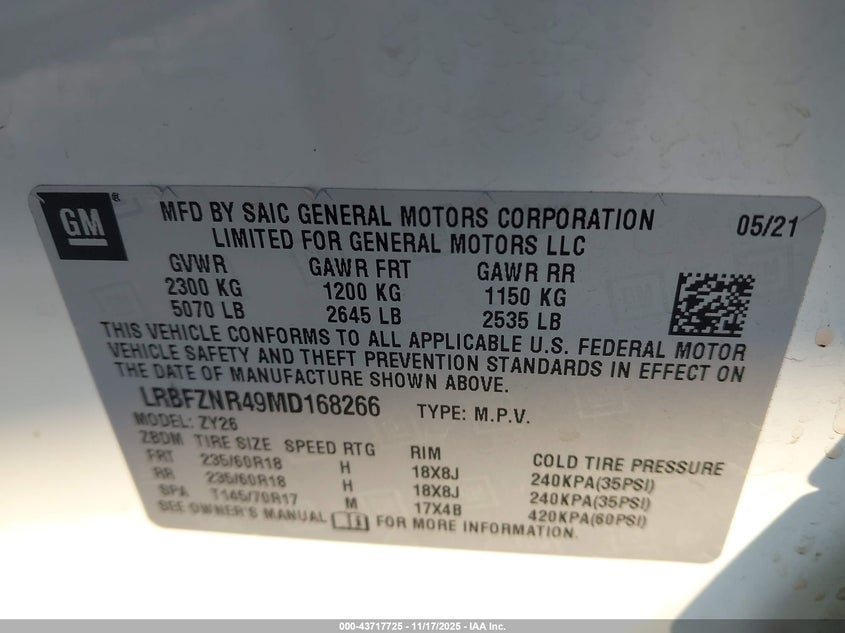 GM ®
MFD BY SAIC GENERAL MOTORS CORPORATION 05/21
LIMITED FOR GENERAL MOTORS LLC
GVWR GAWR FRT GAWR RR
2300 KG 1200 KG 1150 KG
5070 LB 2645 LB 2535 LB
THIS VEHICLE CONFORMS TO ALL APPLICABLE U.S. FEDERAL MOTOR
VEHICLE SAFETY AND THEFT PREVENTION STANDARDS IN EFFECT ON
THE DATE OF MANUFACTURE SHOWN ABOVE.
LRBFZNR49MD168266 TYPE: M.P.V.
MODEL: ZY26
ZBDM TIRE SIZE SPEED RTG RIM COLD TIRE PRESSURE
FRT 235/60R18 H 18X8J 240KPA(35PSI)
RR 235/60R18 H 18X8J 240KPA(35PSI)
SPA T145/70R17 M 17X4B 420KPA(60PSI)
SEE OWNER'S MANUAL FOR MORE INFORMATION.
000-43717725 - 11/17/2025 - IAA Inc.